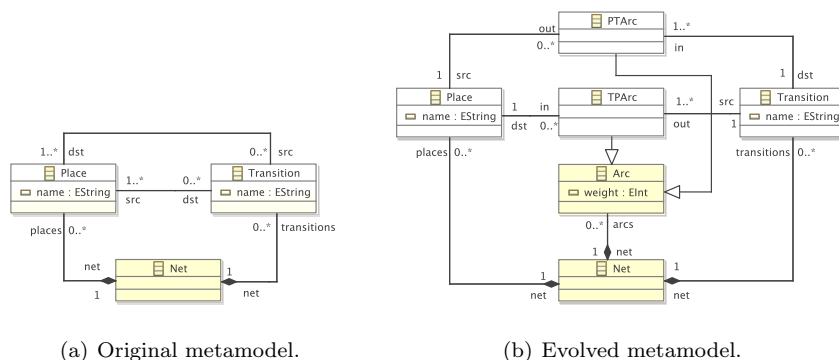 PTArc
out
0..*
1..*
in
1
src
1
dst
Place
name : EString
1
dst
in
0..*
TPArc
1..*
out
src
1
Transition
name : EString
places
0..*
transitions
0..*
Arc
weight : EInt
0..*
arcs
1
net
Net
1
net
1
net
1..*
dst
0..*
src
Place
name : EString
1..*
src
0..*
dst
Transition
name : EString
places
0..*
0..*
transitions
net
1
Net
1
net
(a) Original metamodel.
(b) Evolved metamodel.